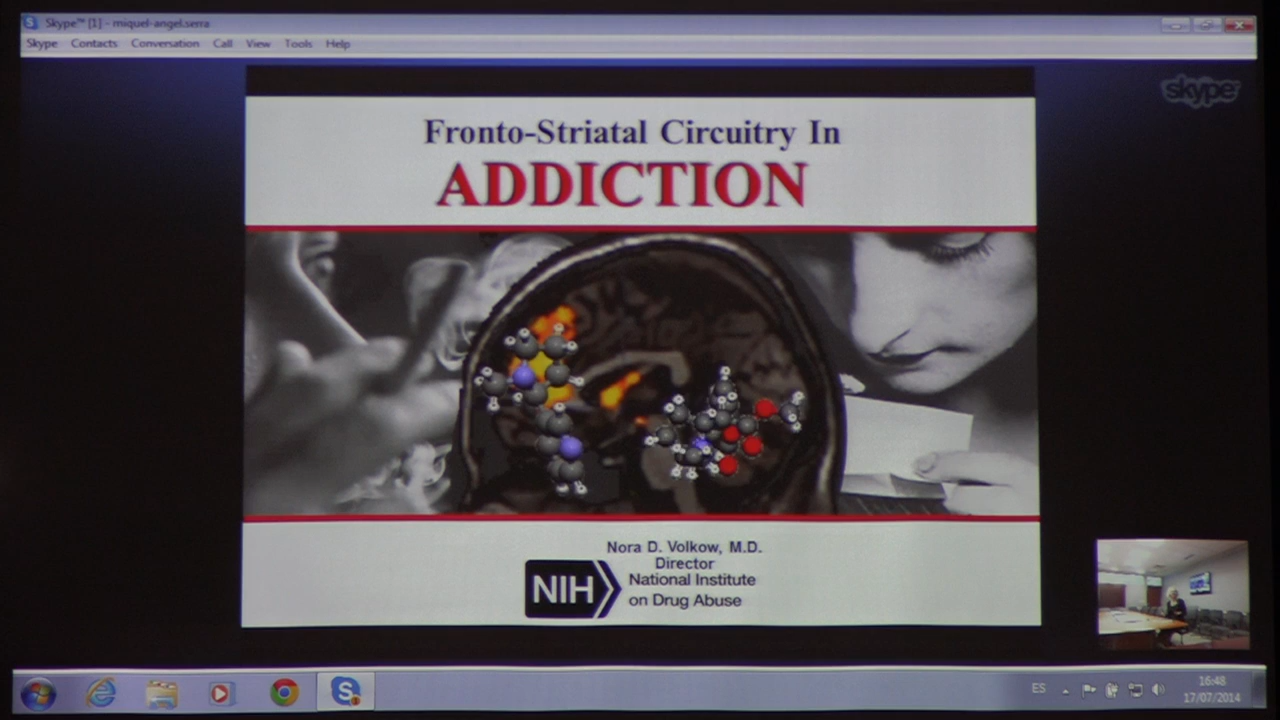 Skype™ [1] - miquel-angel.serra
Skype Contacts Conversation Call View Tools Help
skype
Fronto-Striatal Circuitry In
ADDICTION
Nora D. Volkow, M.D.
Director
NIH
National Institute
on Drug Abuse
ES
16:48
17/07/2014